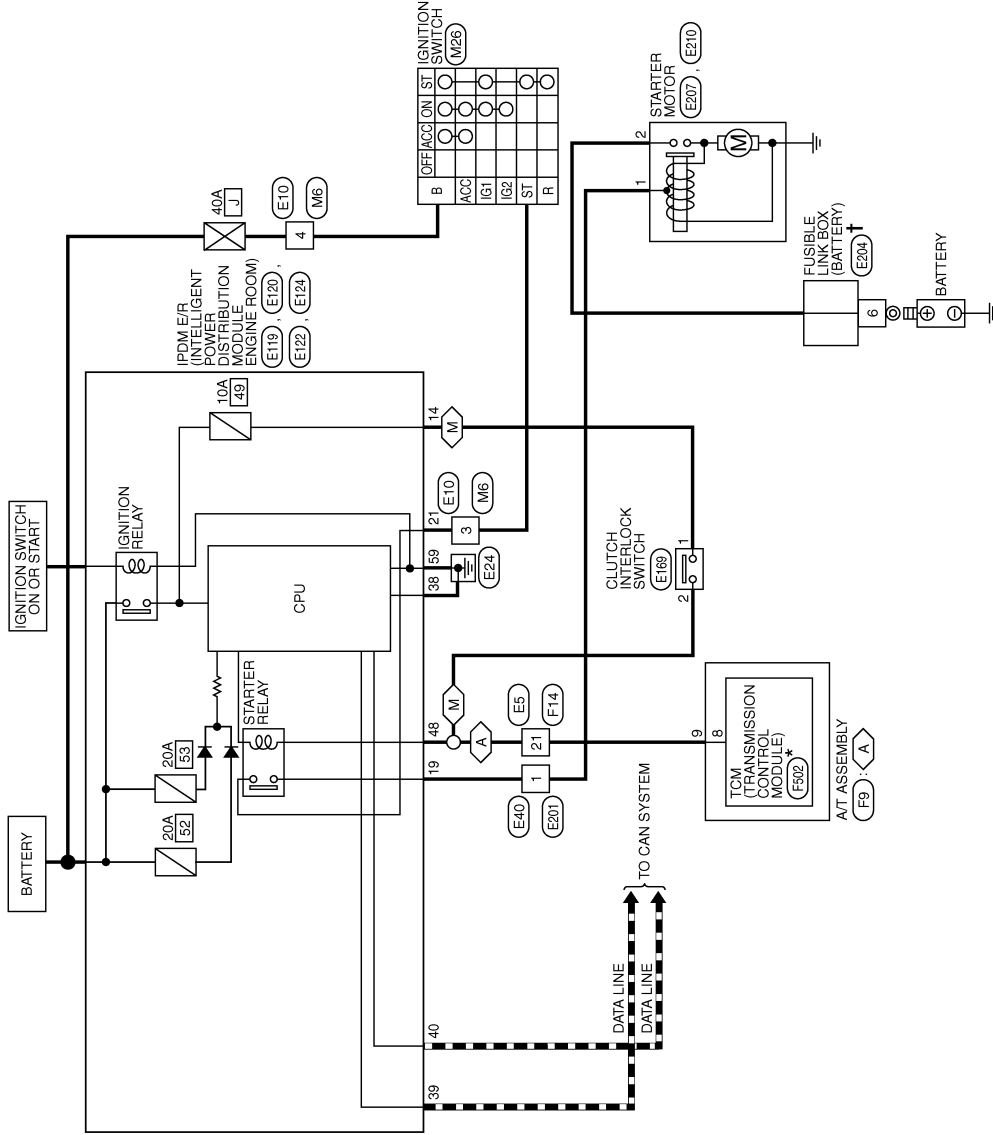 BATTERY
IGNITION SWITCH
ON OR START
20A
52
20A
53
STARTER
RELAY
IGNITION
RELAY
CPU
10A
49
IPDM E/R
(INTELLIGENT
POWER
DISTRIBUTION
MODULE
ENGINE ROOM)
E119 , E120 ,
E122 , E124
40A
J
4
E10
M6
IGNITION
SWITCH
M26
OFF ACC ON ST
B
ACC
IG1
IG2
ST
R
39
40
19
48
38
59
21
14
M
3
E10
M6
E24
M
A
1
E40
E201
21
E5
F14
CLUTCH
INTERLOCK
SWITCH
E169
2
1
DATA LINE
DATA LINE
TO CAN SYSTEM
9
8
TCM
(TRANSMISSION
CONTROL
MODULE)
F502 *
A/T ASSEMBLY
F9 : A
STARTER
MOTOR
E207 , E210
1
2
M
FUSIBLE
LINK BOX
(BATTERY)
E204 †
6
BATTERY
+
−